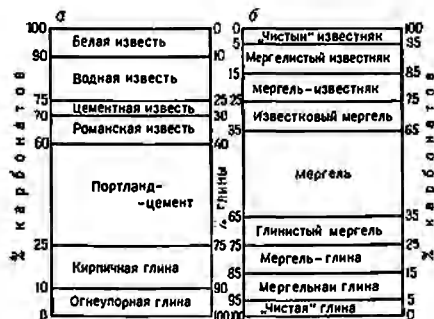 а
б
100
Белая известь
90
Водная известь
75
Цементная известь
70
Романская известь
60
Портланд-
-цемент
25
Кирпичная глина
10
Огнеупорная глина
0
% карбонатов
0
10
25
30
40
75
90
100
% глины
0
5
15
25
35
65
75
85
95
100
„Чистый" известняк
Мергелистый известняк
мергель-известняк
Известковый мергель
Мергель
Глинистый мергель
Мергель-глина
Мергельная глина
„Чистая" глина
100
95
85
75
65
35
25
15
5
0
% карбонатов